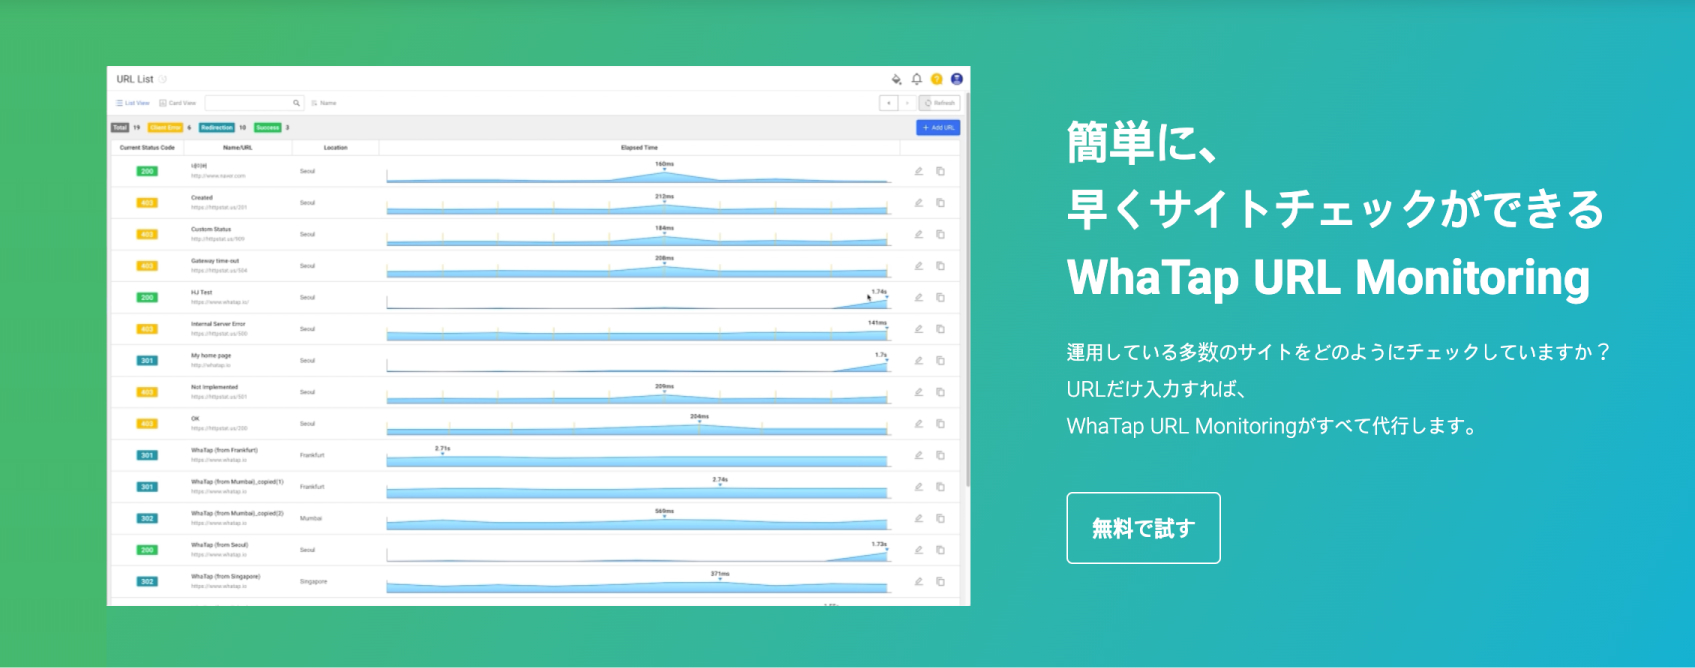 URL List
List View Card View Name Refresh
Total 19 Client Error 6 Redirection 10 Success 3 + Add URL
Current Status Code Name/URL Location Elapsed Time
200 네이버 Seoul 160ms
http://www.naver.com
403 Created Seoul 212ms
https://httpstat.us/201
403 Custom Status Seoul 184ms
http://httpstat.us/909
403 Gateway time-out Seoul 208ms
https://httpstat.us/504
200 HJ Test Seoul 1.74s
https://www.whatap.io/
403 Internal Server Error Seoul 141ms
https://httpstat.us/500
301 My home page Seoul 1.7s
http://whatap.io
403 Not Implemented Seoul 209ms
https://httpstat.us/501
403 OK Seoul 204ms
https://httpstat.us/200
301 WhaTap (from Frankfurt) Frankfurt 2.71s
https://www.whatap.io
301 WhaTap (from Mumbai)_copied(1) Frankfurt 2.74s
https://www.whatap.io
302 WhaTap (from Mumbai)_copied(2) Mumbai 569ms
https://www.whatap.io
200 WhaTap (from Seoul) Seoul 1.73s
https://www.whatap.io
302 WhaTap (from Singapore) Singapore 371ms
https://www.whatap.io
簡単に、
早くサイトチェックができる
WhaTap URL Monitoring
運用している多数のサイトをどのようにチェックしていますか？
URLだけ入力すれば、
WhaTap URL Monitoringがすべて代行します。
無料で試す